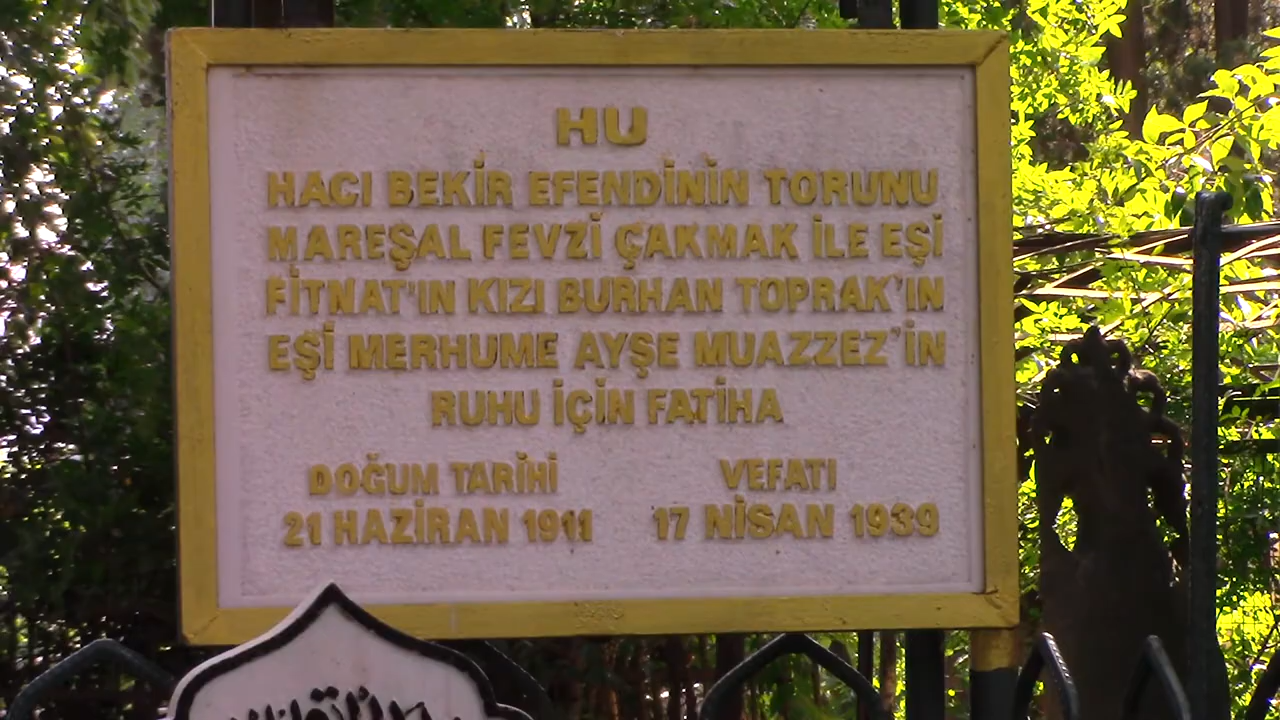 HU
HACI BEKİR EFENDİNİN TORUNU
MAREŞAL FEVZİ ÇAKMAK İLE EŞİ
FİTNAT'IN KIZI BURHAN TOPRAK'IN
EŞİ MERHUME AYŞE MUAZZEZ'İN
RUHU İÇİN FATİHA
DOĞUM TARİHİ VEFATI
21 HAZİRAN 1911 17 NİSAN 1939